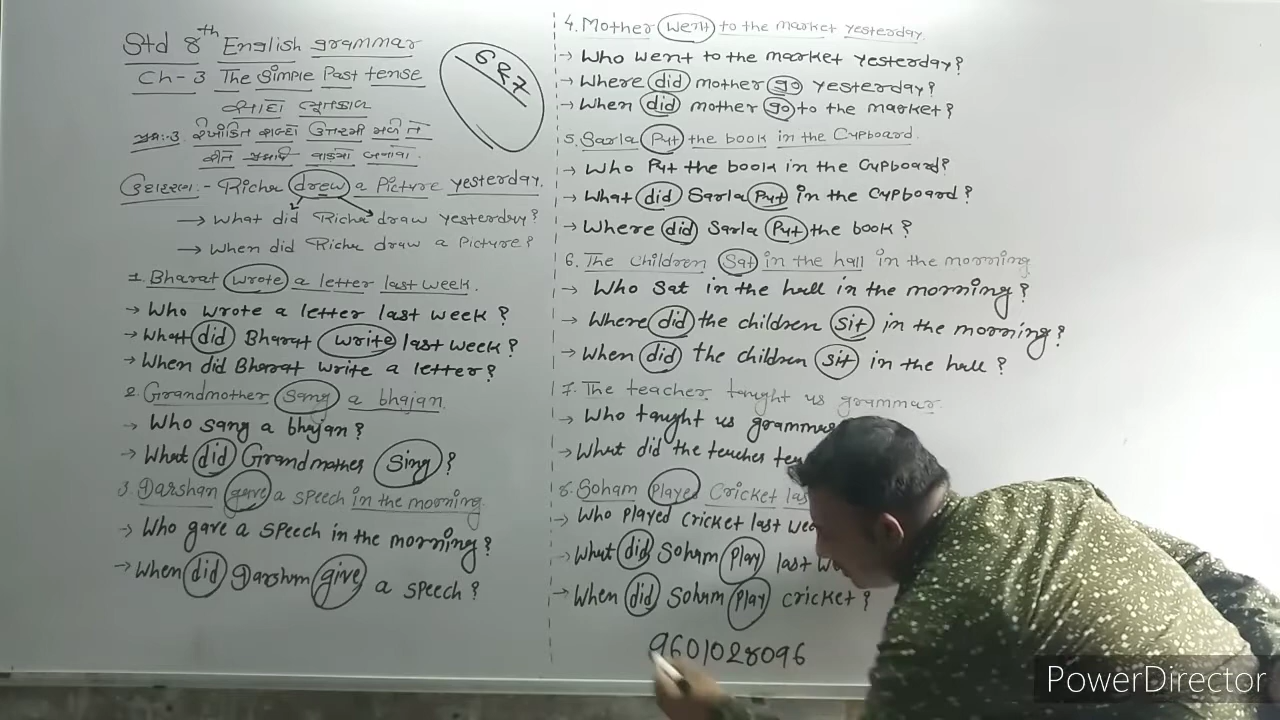 Std 8th English grammar
Ch-3 The Simple Past tense
સાદો ભૂતકાળ
6 & 7
ઉદાહરણ:- Richa drew a Picture yesterday.
→ What did Richa draw yesterday?
→ When did Richa draw a Picture?
1. Bharat wrote a letter last week.
→ Who wrote a letter last week?
→ What did Bharat write last week?
→ When did Bharat write a letter?
2. Grandmother Sang a bhajan.
→ Who sang a bhajan?
→ What did Grandmother Sing?
3. Darshan gave a speech in the morning.
→ Who gave a speech in the morning?
→ When did Darshan give a speech?
4. Mother went to the market yesterday.
→ Who went to the market yesterday?
→ Where did mother go yesterday?
→ When did mother go to the market?
5. Sarla Put the book in the Cupboard.
→ Who Put the book in the Cupboard?
→ What did Sarla Put in the Cupboard?
→ Where did Sarla Put the book?
6. The children Sat in the hall in the morning
→ Who sat in the hall in the morning?
→ Where did the children Sit in the morning?
→ When did the children Sit in the hall?
7. The teacher taught us grammar.
→ Who taught us grammar
→ What did the teacher
8. Soham Played Cricket
→ Who played cricket last
→ What did Soham Play last
→ When did Soham Play cricket?
9601028096
PowerDirector